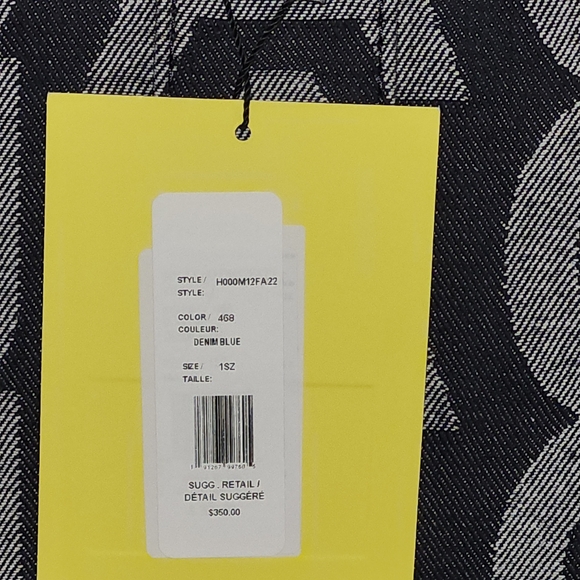 STYLE / H000M12FA22
STYLE:
COLOR / 468
COULEUR:
DENIM BLUE
SIZE / 1SZ
TAILLE:
SUGG. RETAIL /
DÉTAIL SUGGÉRÉ
$350.00